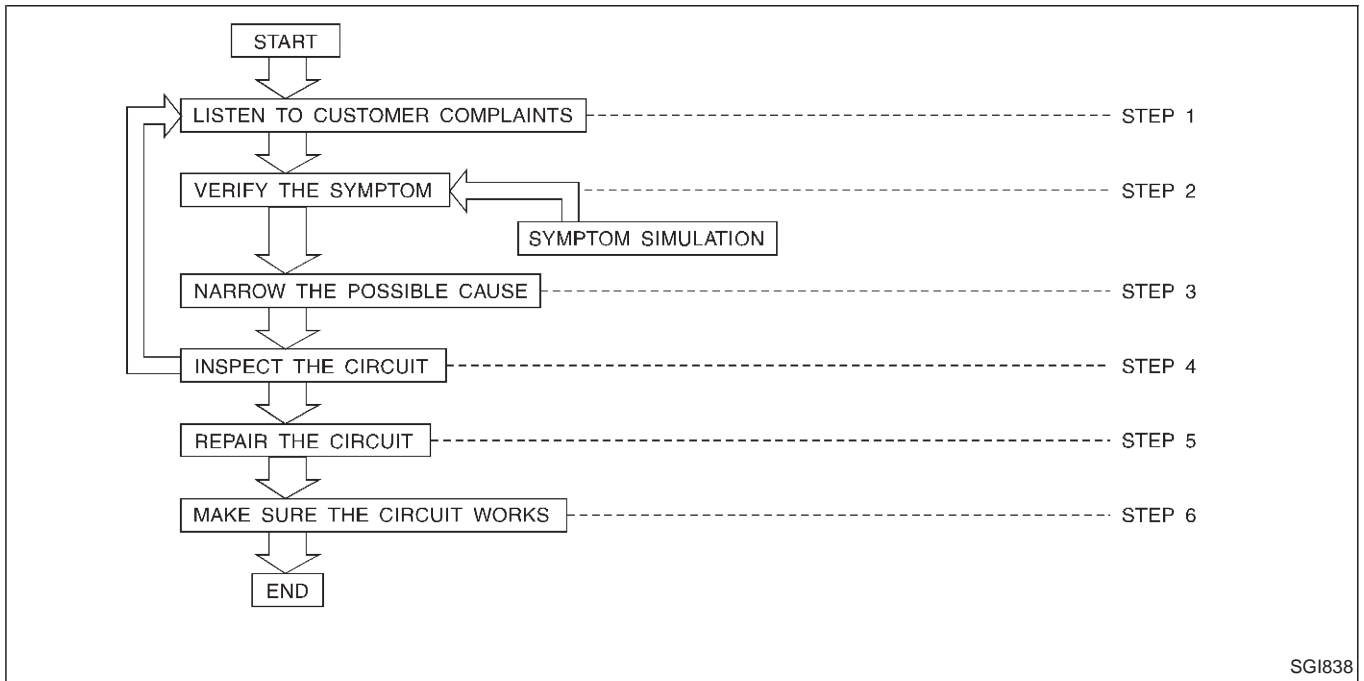 START
LISTEN TO CUSTOMER COMPLAINTS STEP 1
VERIFY THE SYMPTOM STEP 2
SYMPTOM SIMULATION
NARROW THE POSSIBLE CAUSE STEP 3
INSPECT THE CIRCUIT STEP 4
REPAIR THE CIRCUIT STEP 5
MAKE SURE THE CIRCUIT WORKS STEP 6
END
SGI838